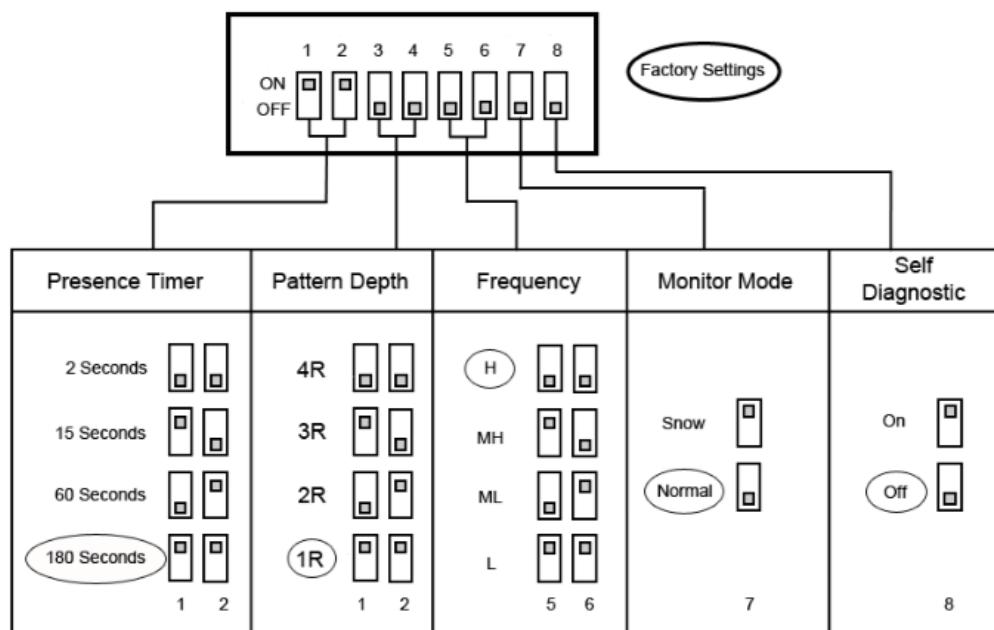 1 2 3 4 5 6 7 8
Factory Settings
ON
OFF
Presence Timer
Pattern Depth
Frequency
Monitor Mode
Self
Diagnostic
2 Seconds
15 Seconds
60 Seconds
180 Seconds
1 2
4R
3R
2R
1R
1 2
H
MH
ML
L
5 6
Snow
Normal
7
On
Off
8